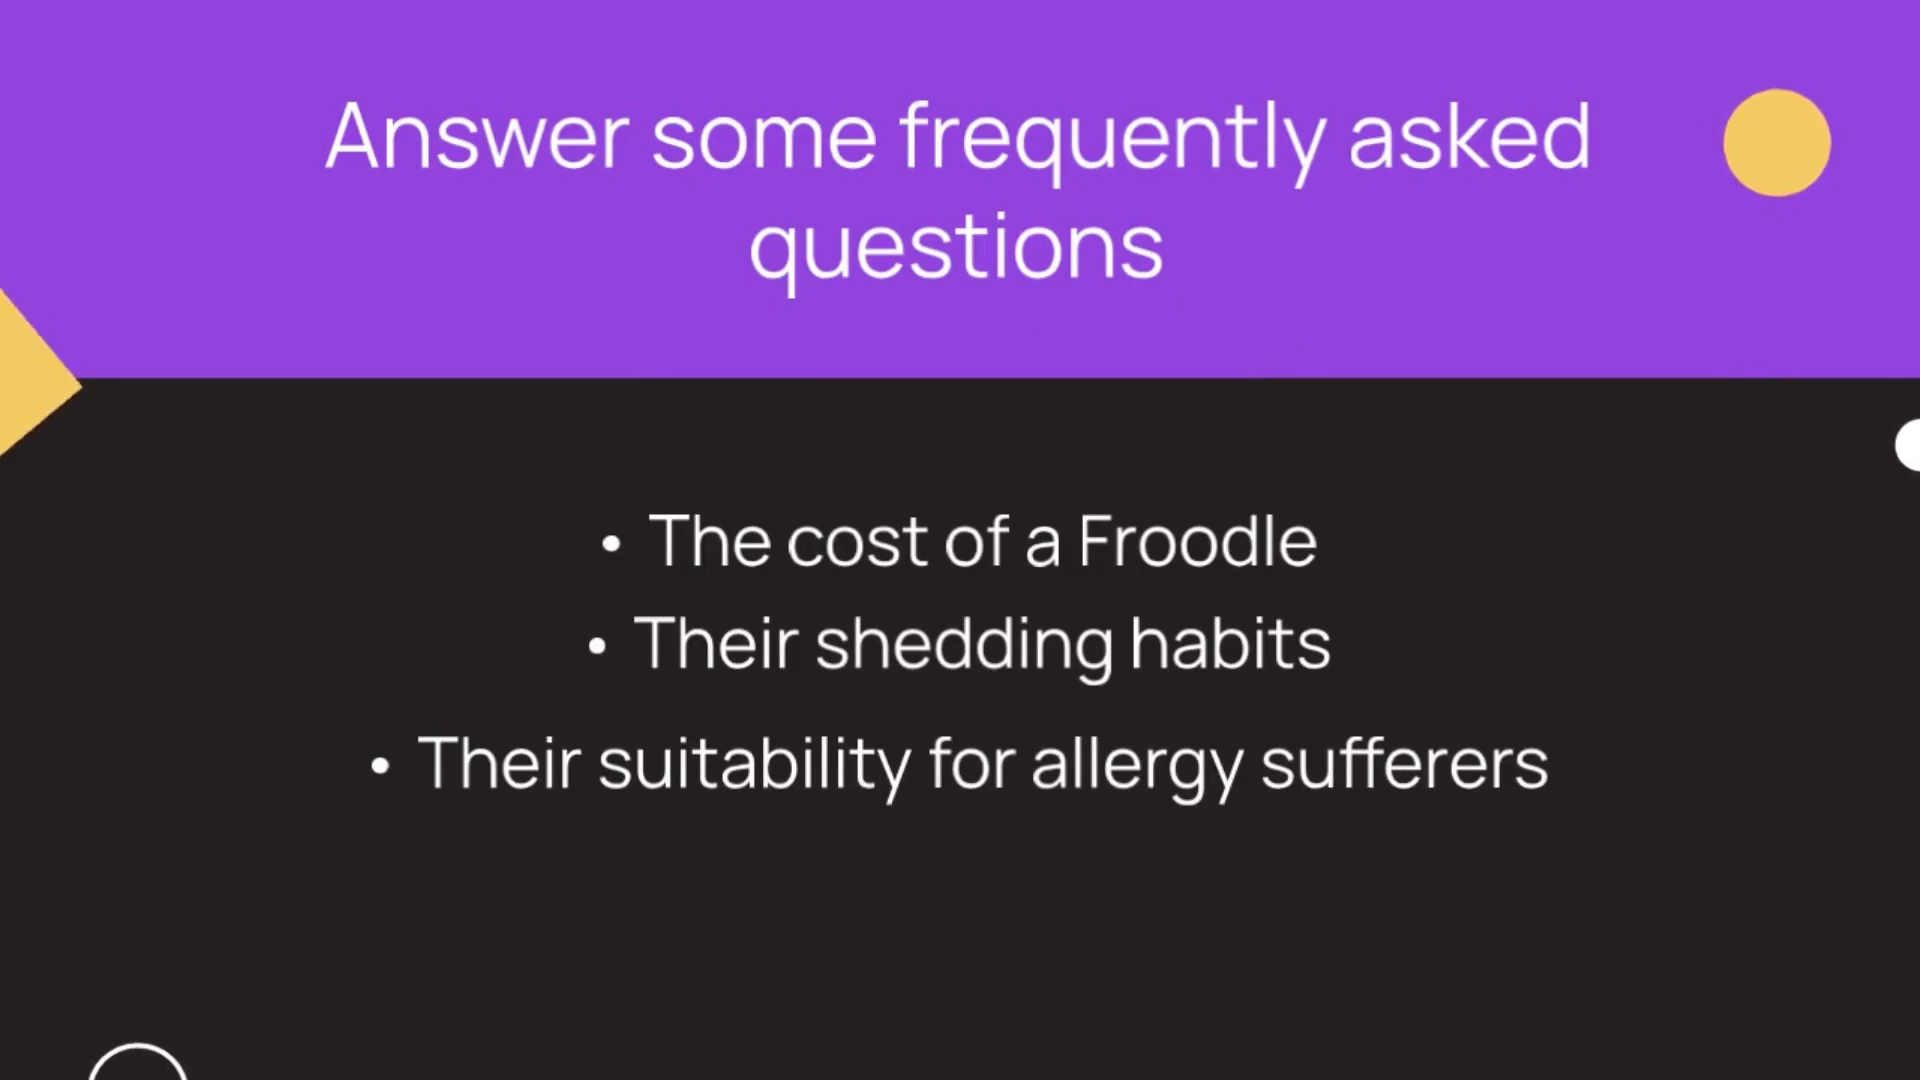 Answer some frequently asked
questions
• The cost of a Froodle
• Their shedding habits
• Their suitability for allergy sufferers